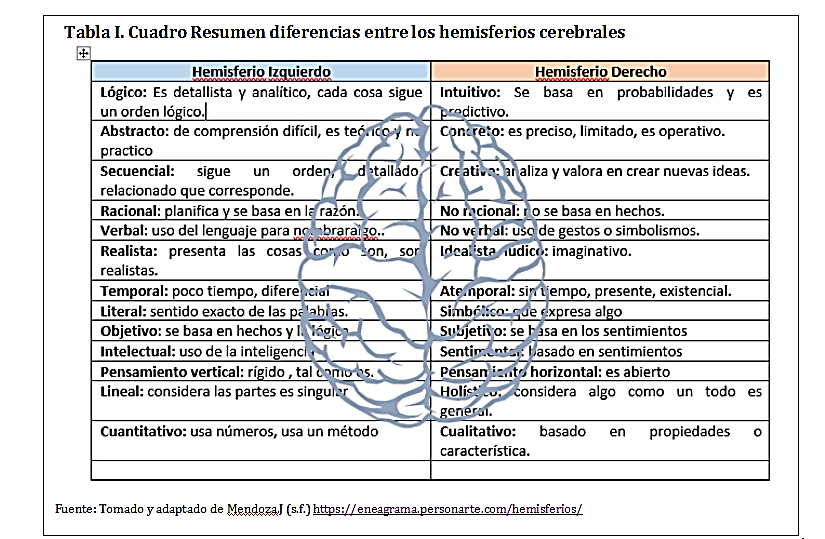 Tabla I. Cuadro Resumen diferencias entre los hemisferios cerebrales
Hemisferio Izquierdo
Hemisferio Derecho
Lógico: Es detallista y analítico, cada cosa sigue
un orden lógico.
Intuitivo: Se basa en probabilidades y es
predictivo.
Abstracto: de comprensión difícil, es teórico y no
practico
Concreto: es preciso, limitado, es operativo.
Secuencial: sigue un orden, detallado
relacionado que corresponde.
Creativo: analiza y valora en crear nuevas ideas.
Racional: planifica y se basa en la razón.
No racional: no se basa en hechos.
Verbal: uso del lenguaje para nombraralgo..
No verbal: uso de gestos o simbolismos.
Realista: presenta las cosas como son, son
realistas.
Idealista ludico: imaginativo.
Temporal: poco tiempo, diferencial
Atemporal: sin tiempo, presente, existencial.
Literal: sentido exacto de las palabras.
Simbólico: que expresa algo
Objetivo: se basa en hechos y la lógica
Subjetivo: se basa en los sentimientos
Intelectual: uso de la inteligencia
Sentimental: basado en sentimientos
Pensamiento vertical: rígido , tal como es.
Pensamiento horizontal: es abierto
Lineal: considera las partes es singular
Holístico: considera algo como un todo es
general.
Cuantitativo: usa números, usa un método
Cualitativo: basado en propiedades o
característica.
Fuente: Tomado y adaptado de Mendoza,J (s.f.) https://eneagrama.personarte.com/hemisferios/